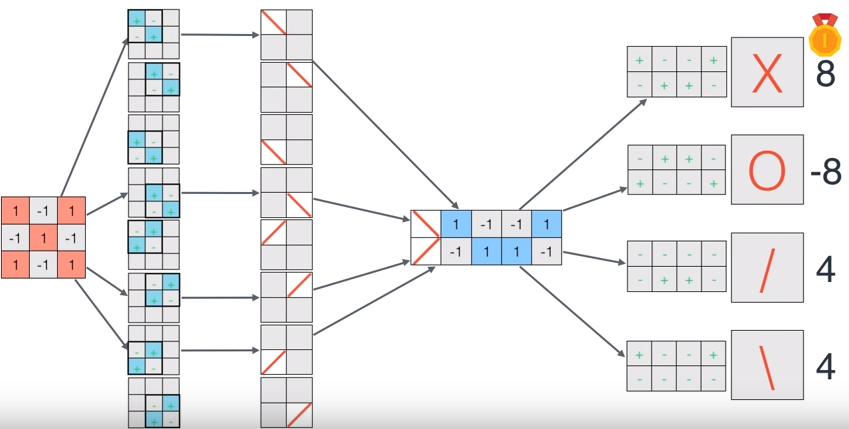 1 -1 1
-1 1 -1
1 -1 1
+ -
- +
+ -
- +
+ -
- +
+ -
- +
- +
+ -
- +
+ -
- +
+ -
- +
+ -
1 -1 -1 1
-1 1 1 -1
+ - - +
- + + -
X
1
8
- + + -
+ - - +
O
-8
- - - -
- + + -
/
4
+ - - +
- - - -
\
4